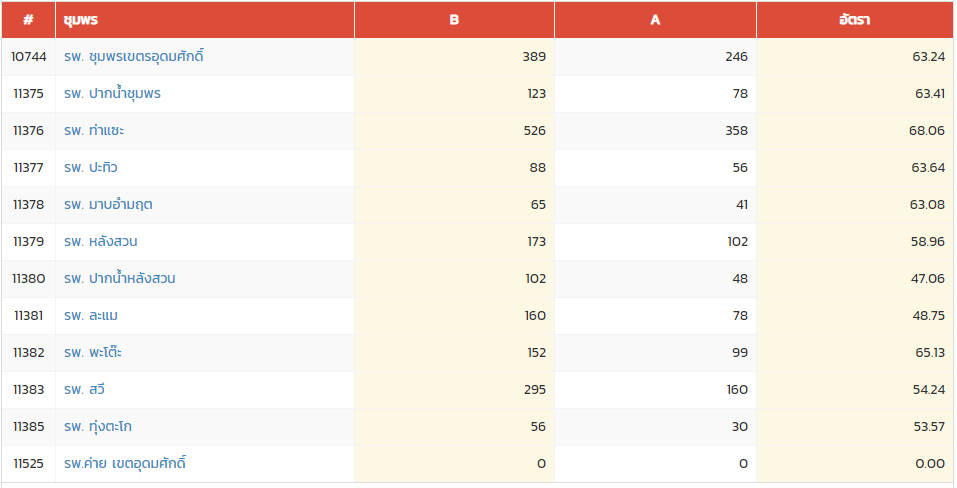 # ชุมพร B A อัตรา
10744 รพ. ชุมพรเขตรอุดมศักดิ์ 389 246 63.24
11375 รพ. ปากน้ำชุมพร 123 78 63.41
11376 รพ. ท่าแซะ 526 358 68.06
11377 รพ. ปะทิว 88 56 63.64
11378 รพ. มาบอำมฤต 65 41 63.08
11379 รพ. หลังสวน 173 102 58.96
11380 รพ. ปากน้ำหลังสวน 102 48 47.06
11381 รพ. ละแม 160 78 48.75
11382 รพ. พะโต๊ะ 152 99 65.13
11383 รพ. สวี 295 160 54.24
11385 รพ. ทุ่งตะโก 56 30 53.57
11525 รพ.ค่าย เขตอุดมศักดิ์ 0 0 0.00